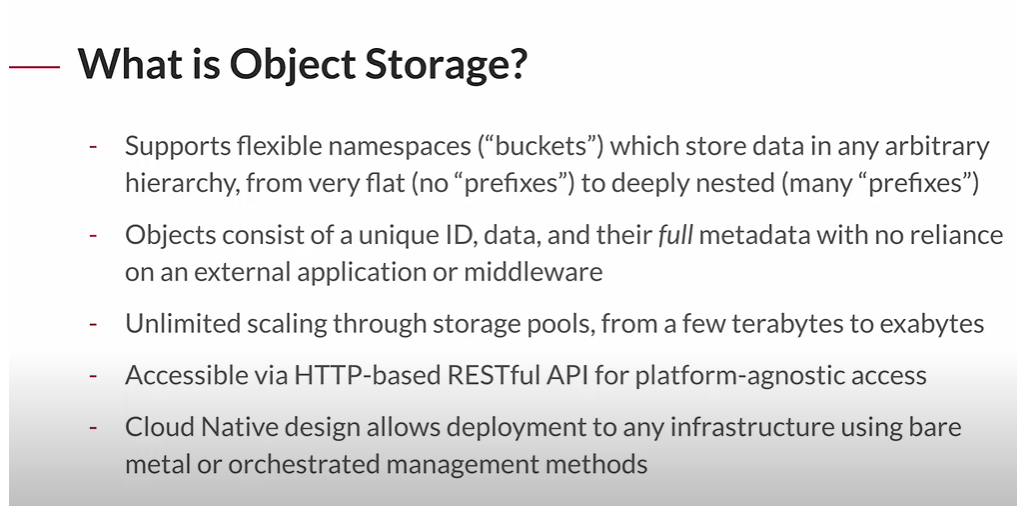 What is Object Storage?
- Supports flexible namespaces (“buckets”) which store data in any arbitrary
hierarchy, from very flat (no “prefixes”) to deeply nested (many “prefixes”)
- Objects consist of a unique ID, data, and their full metadata with no reliance
on an external application or middleware
- Unlimited scaling through storage pools, from a few terabytes to exabytes
- Accessible via HTTP-based RESTful API for platform-agnostic access
- Cloud Native design allows deployment to any infrastructure using bare
metal or orchestrated management methods